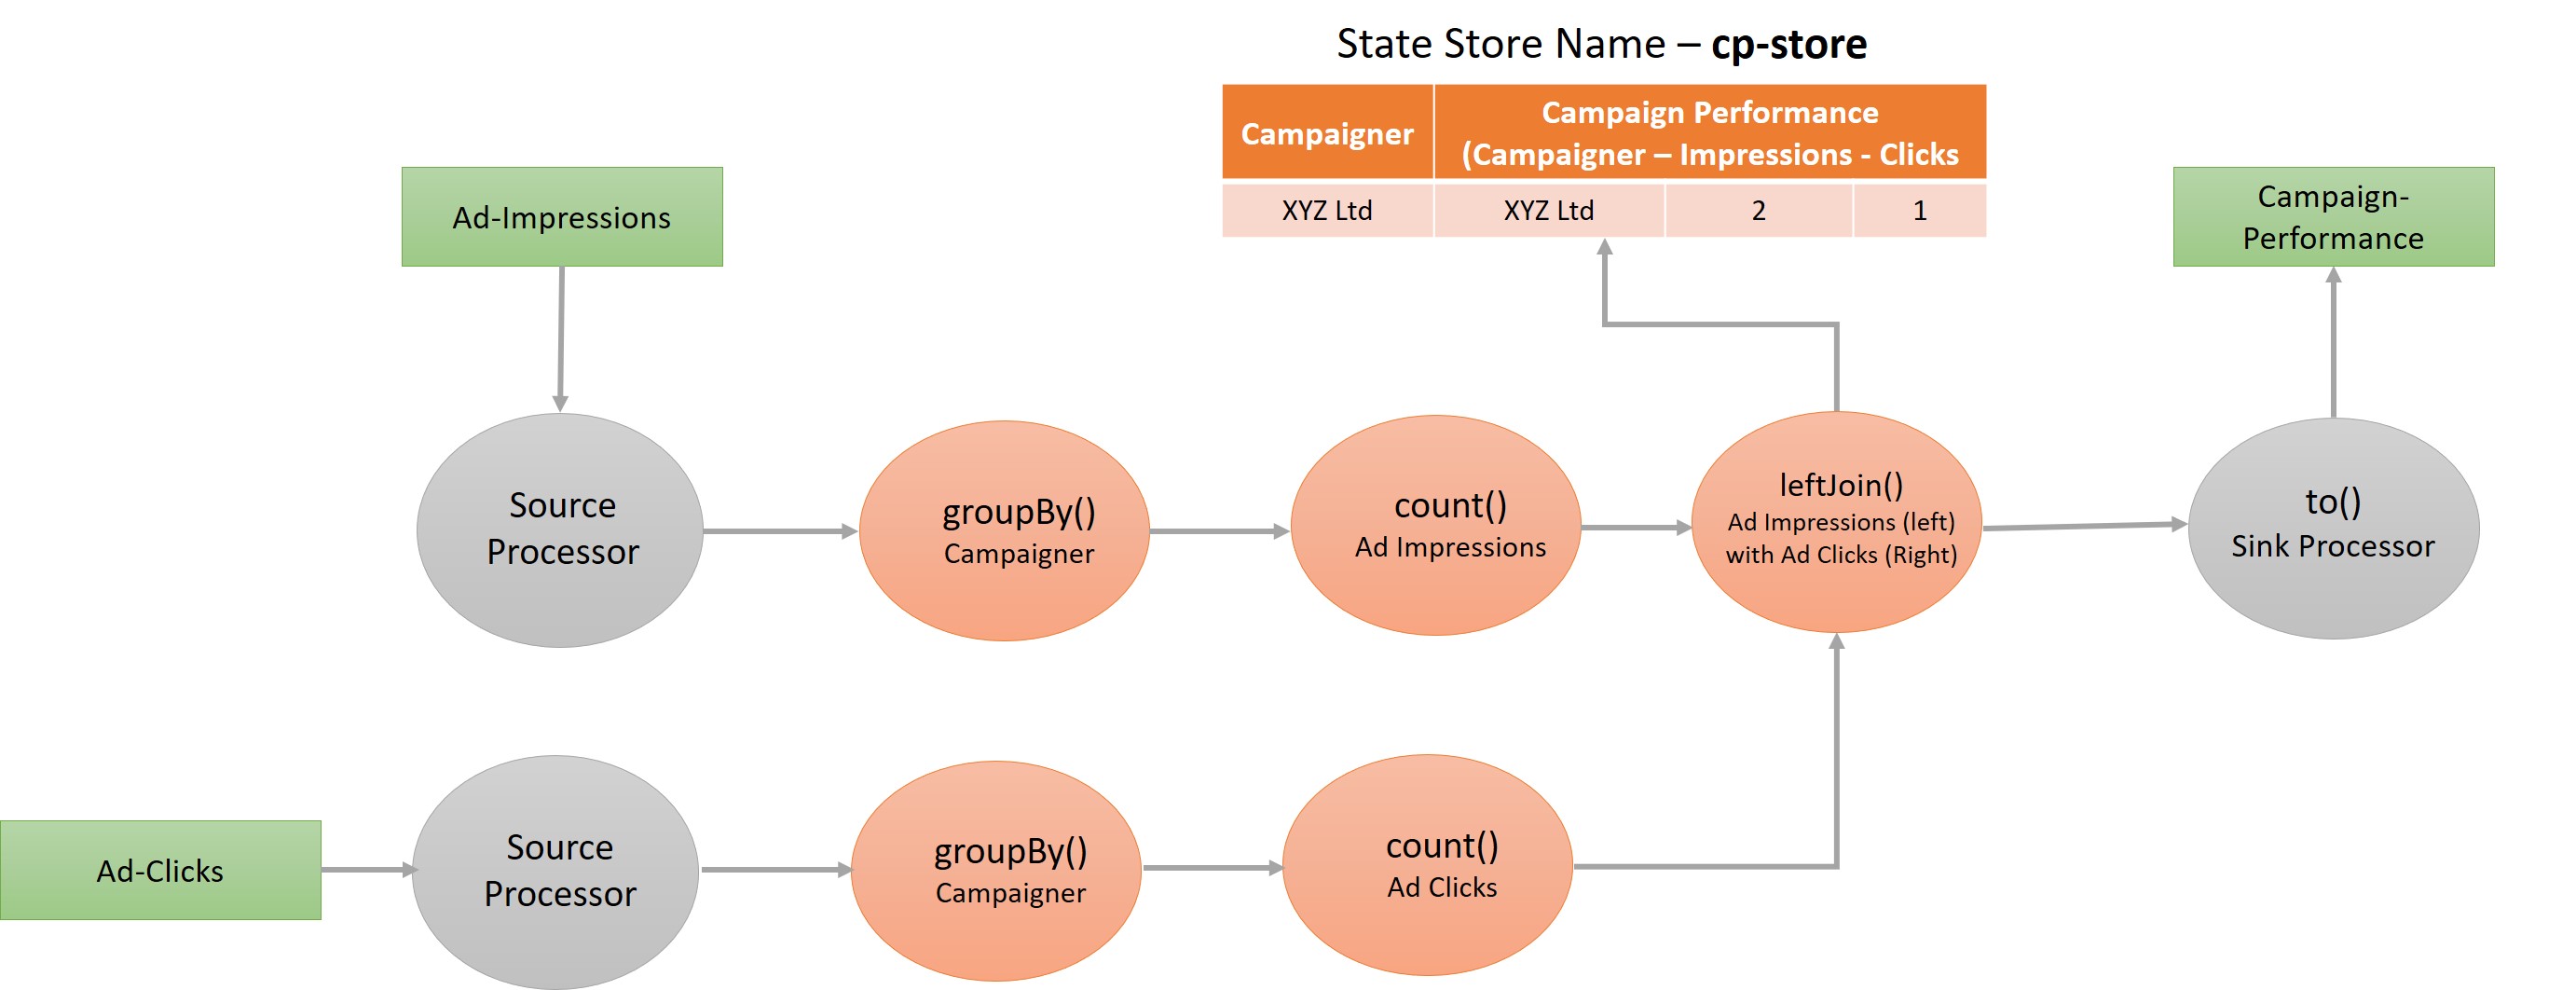 State Store Name – cp-store
Campaigner
Campaign Performance
(Campaigner – Impressions - Clicks
XYZ Ltd
XYZ Ltd
2
1
Ad-Impressions
Campaign-
Performance
Source
Processor
groupBy()
Campaigner
count()
Ad Impressions
leftJoin()
Ad Impressions (left)
with Ad Clicks (Right)
to()
Sink Processor
Ad-Clicks
Source
Processor
groupBy()
Campaigner
count()
Ad Clicks